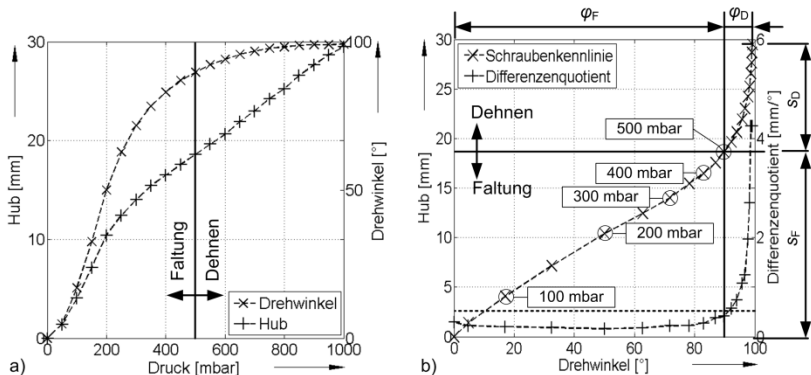 30
20
10
0
Hub [mm]
0
200
400
600
800
1000
Druck [mbar]
100
50
0
Drehwinkel [°]
Faltung
Dehnen
Drehwinkel
Hub
a)
φF
φD
30
25
20
15
10
5
0
Hub [mm]
Schraubenkennlinie
Differenzenquotient
Dehnen
Faltung
500 mbar
400 mbar
300 mbar
200 mbar
100 mbar
0
20
40
60
80
100
Drehwinkel [°]
6
4
2
0
Differenzenquotient [mm/°]
sD
sF
b)